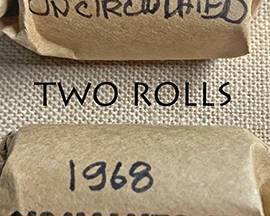 UNCIRCULATED
TWO ROLLS
1968